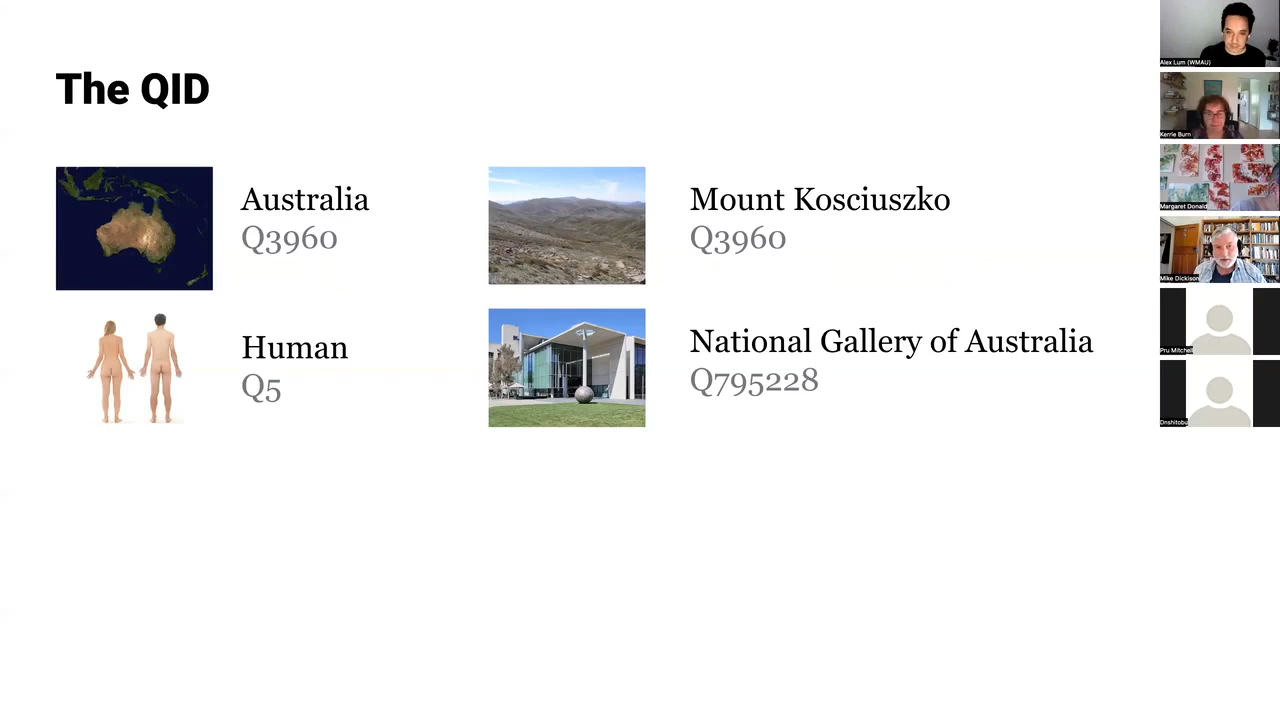 The QID
Australia
Q3960
Mount Kosciuszko
Q3960
Human
Q5
National Gallery of Australia
Q795228
Alex Lum (WMAU)
Kerrie Burn
Margaret Donald
Mike Dickison
Pru Mitchell
Dnshitobu